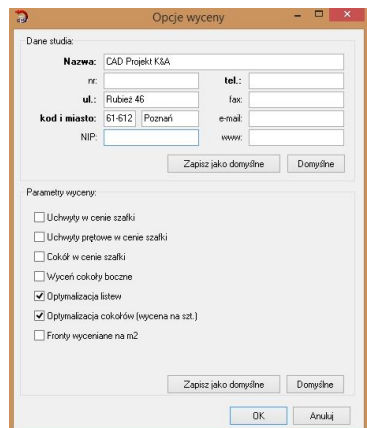 Opcje wyceny
Dane studia:
Nazwa: CAD Projekt K&A
nr: tel.:
ul.: Rubież 46 fax:
kod i miasto: 61-612 Poznań e-mail:
NIP: www:
Zapisz jako domyślne Domyślne
Parametry wyceny:
Uchwyty w cenie szafki
Uchwyty prętowe w cenie szafki
Cokół w cenie szafki
Wyceń cokoły boczne
Optymalizacja listew
Optymalizacja cokołów (wycena na szt.)
Fronty wyceniane na m2
Zapisz jako domyślne Domyślne
OK Anuluj